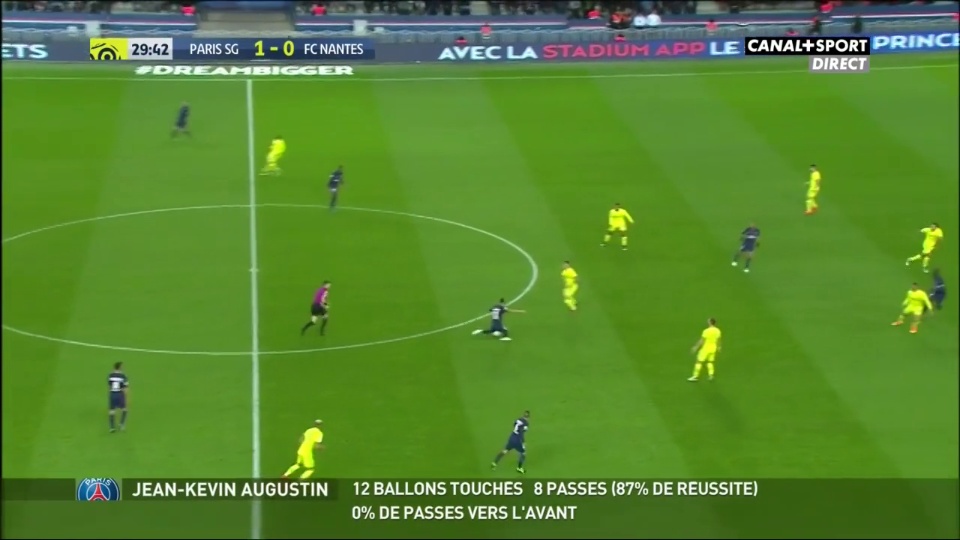 29:42 PARIS SG 1-0 FC NANTES
CANAL+SPORT
DIRECT
ETS
AVEC LA STADIUM APP LE
PRINCE
#DREAMBIGGER
PARIS
JEAN-KEVIN AUGUSTIN
12 BALLONS TOUCHES 8 PASSES (87% DE REUSSITE)
0% DE PASSES VERS L'AVANT